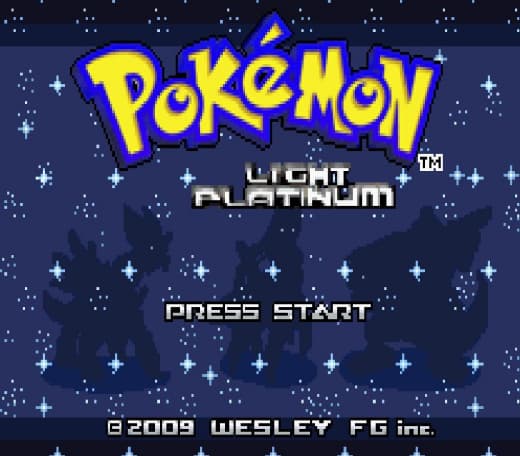 POKéMON
TM
LIGHT
PLATINUM
PRESS START
© 2009 WESLEY FG inc.